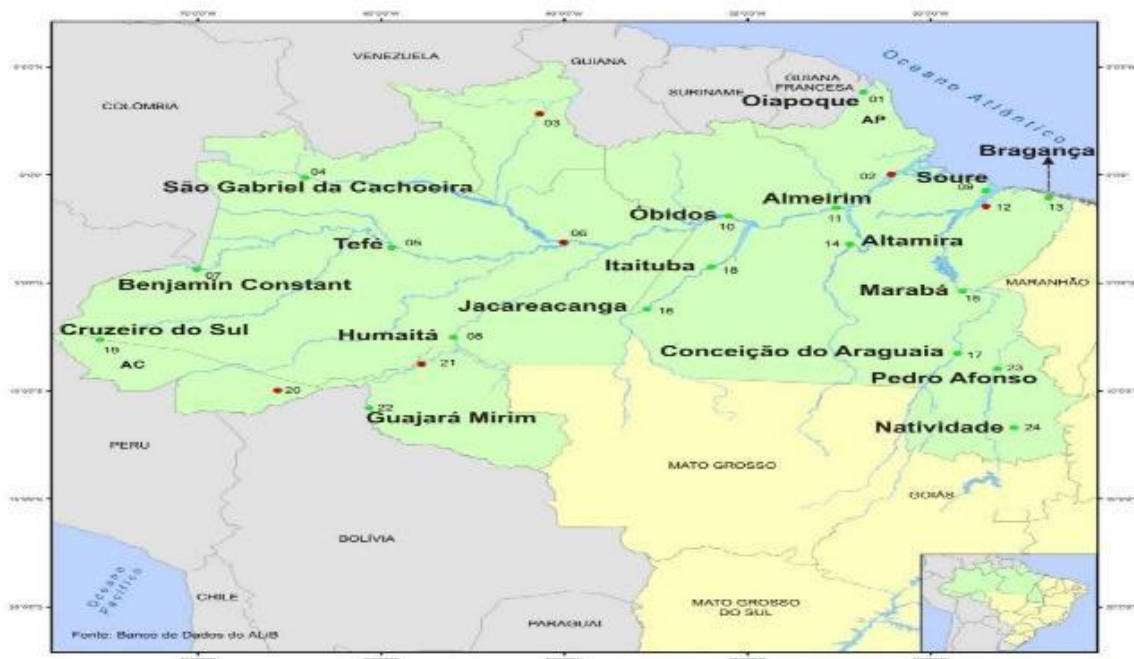 VENEZUELA
GUIANA
COLÔMBIA
SURINAME
GUIANA
FRANCESA
Oceano Atlântico
Oiapoque
01
AP
03
Bragança
04
São Gabriel da Cachoeira
02
Soure
09
12
13
Almeirim
11
Óbidos
10
Tefé
05
06
14
Altamira
07
Benjamin Constant
Itaituba
18
Marabá
16
MARANHÃO
Jacareacanga
16
Cruzeiro do Sul
19
AC
Humaitá
08
Conceição do Araguaia
17
21
Pedro Afonso
23
20
22
Guajará Mirim
Natividade
24
PERU
MATO GROSSO
GOIÁS
BOLÍVIA
Oceano
Pacífico
CHILE
MATO GROSSO
DO SUL
PARAGUAI
Fonte: Banco de Dados do ALiB